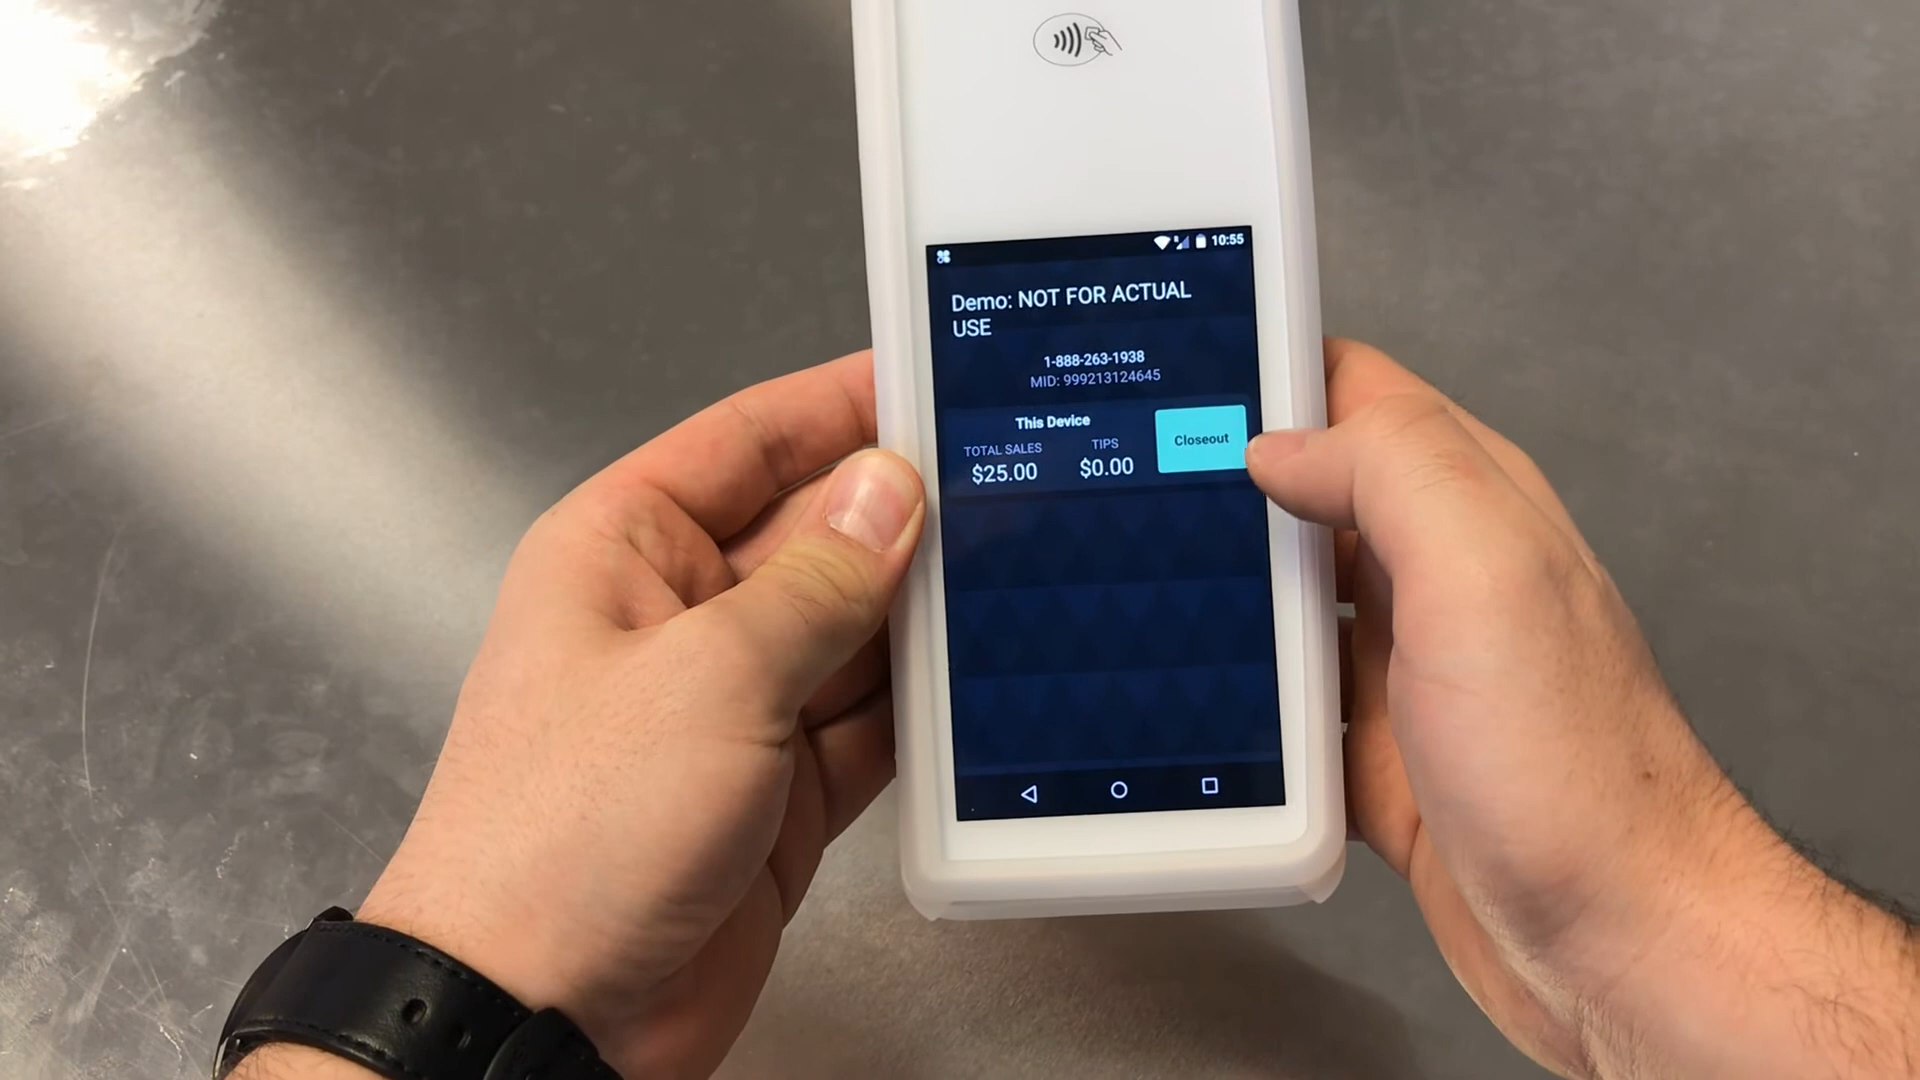 10:55
Demo: NOT FOR ACTUAL
USE
1-888-263-1938
MID: 999213124645
This Device
TOTAL SALES
TIPS
$25.00
$0.00
Closeout